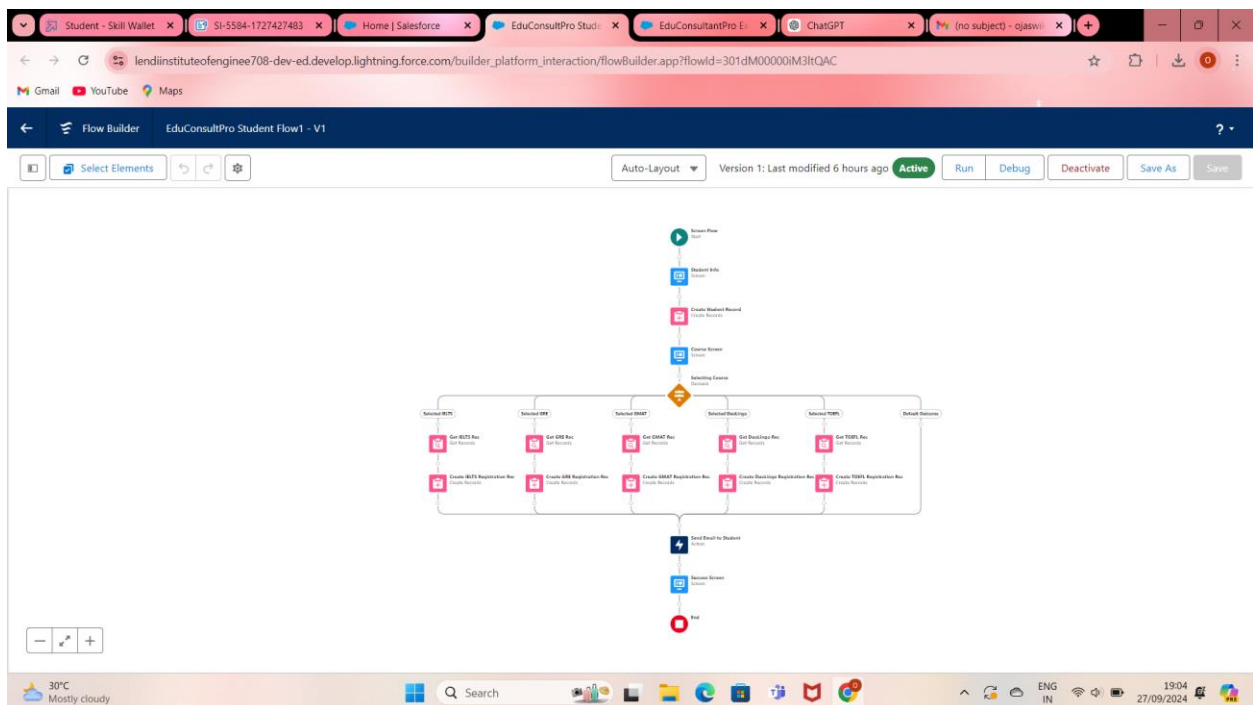 Student - Skill Wallet
SI-5584-1727427483
Home | Salesforce
EduConsultPro Stude
EduConsultantPro E
ChatGPT
(no subject) - ojaswi
lendiinstituteofenginee708-dev-ed.develop.lightning.force.com/builder_platform_interaction/flowBuilder.app?flowId=301dM00000iM3ltQAC
O
Gmail
YouTube
Maps
Flow Builder
EduConsultPro Student Flow1 - V1
?
Select Elements
Auto-Layout
Version 1: Last modified 6 hours ago
Active
Run
Debug
Deactivate
Save As
Save
Screen Flow
Start
Student Info
Screen
Create Student Record
Create Records
Course Screen
Screen
Selecting Course
Decision
Selected IELTS
Selected GRE
Selected GMAT
Selected DuoLingo
Selected TOEFL
Default Outcome
Get IELTS Rec
Get Records
Get GRE Rec
Get Records
Get GMAT Rec
Get Records
Get DuoLingo Rec
Get Records
Get TOEFL Rec
Get Records
Create IELTS Registration Rec
Create Records
Create GRE Registration Rec
Create Records
Create GMAT Registration Rec
Create Records
Create DuoLingo Registration Rec
Create Records
Create TOEFL Registration Rec
Create Records
Send Email to Student
Action
Success Screen
Screen
End
30°C
Mostly cloudy
Search
ENG
IN
19:04
27/09/2024